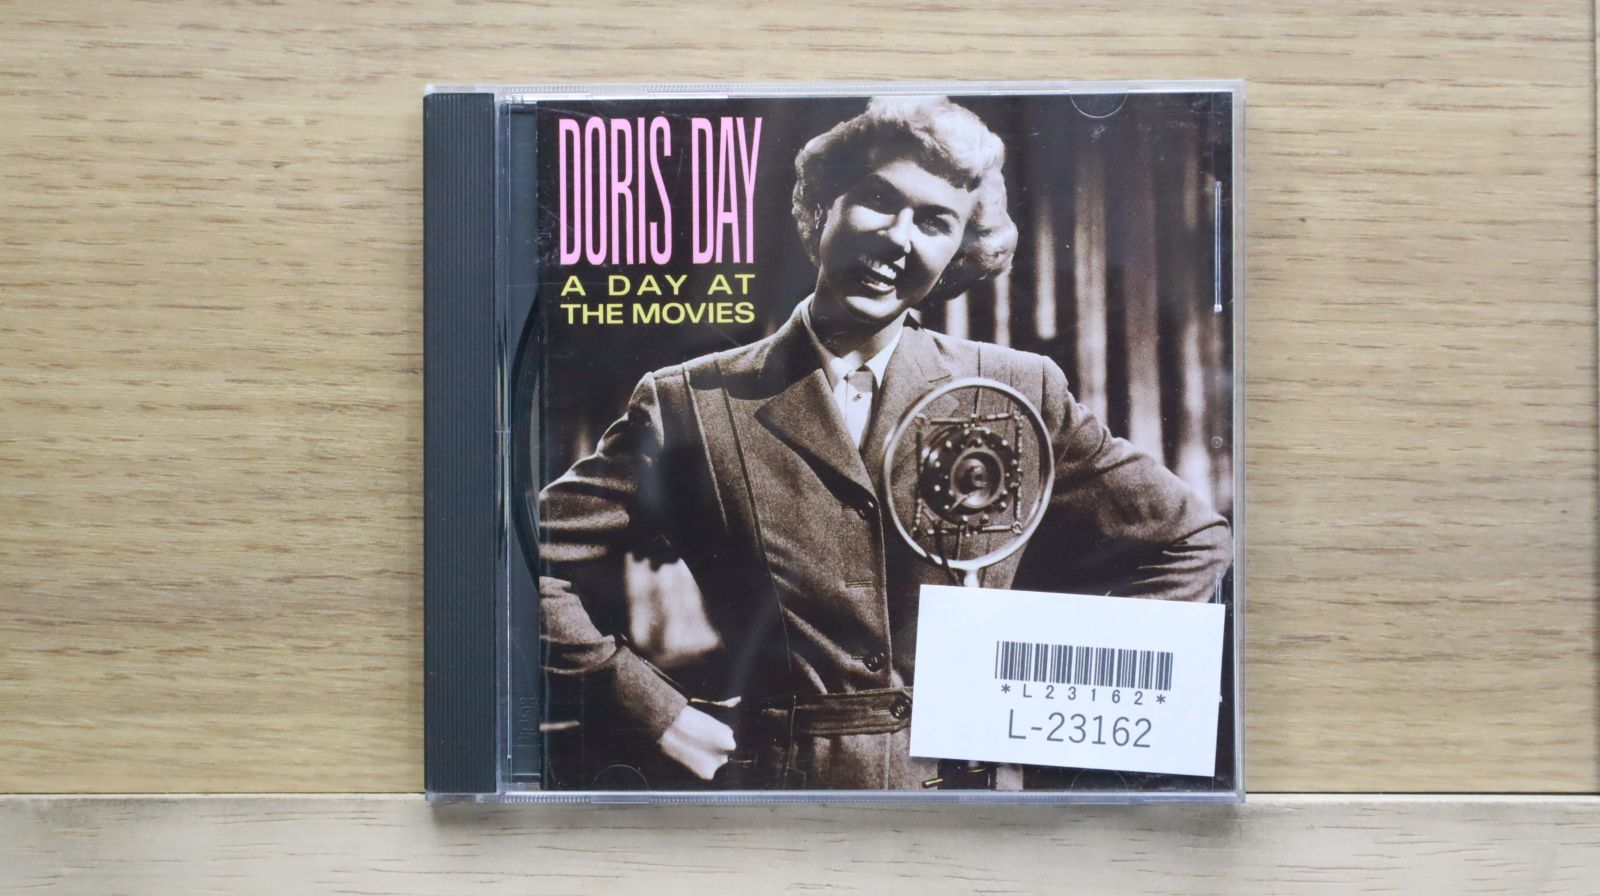 DORIS DAY
A DAY AT
THE MOVIES
*L23162*
L-23162